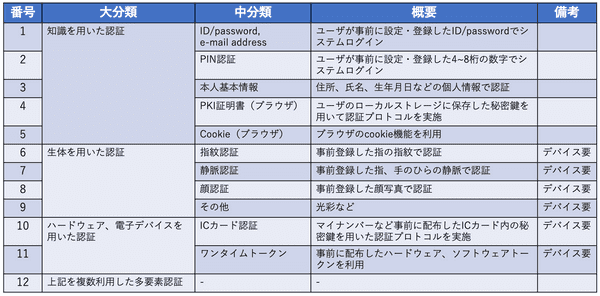 番号 大分類 中分類 概要 備考
1 知識を用いた認証 ID/password, ユーザが事前に設定・登録したID/passwordでシ
e-mail address ステムログイン
2 PIN認証 ユーザが事前に設定・登録した4~8桁の数字でシ
ステムログイン
3 本人基本情報 住所、氏名、生年月日などの個人情報で認証
4 PKI証明書（ブラウザ） ユーザのローカルストレージに保存した秘密鍵を
用いて認証プロトコルを実施
5 Cookie（ブラウザ） ブラウザのcookie機能を利用
6 生体を用いた認証 指紋認証 事前登録した指の指紋で認証 デバイス要
7 静脈認証 事前登録した指、手のひらの静脈で認証 デバイス要
8 顔認証 事前登録した顔写真で認証 デバイス要
9 その他 光彩など デバイス要
10 ハードウェア、電子デバイスを ICカード認証 マイナンバーなど事前に配布したICカード内の秘 デバイス要
用いた認証 密鍵を用いた認証プロトコルを実施
11 ワンタイムトークン 事前に配布したハードウェア、ソフトウェアトー デバイス要
クンを利用
12 上記を複数利用した多要素認証 - -